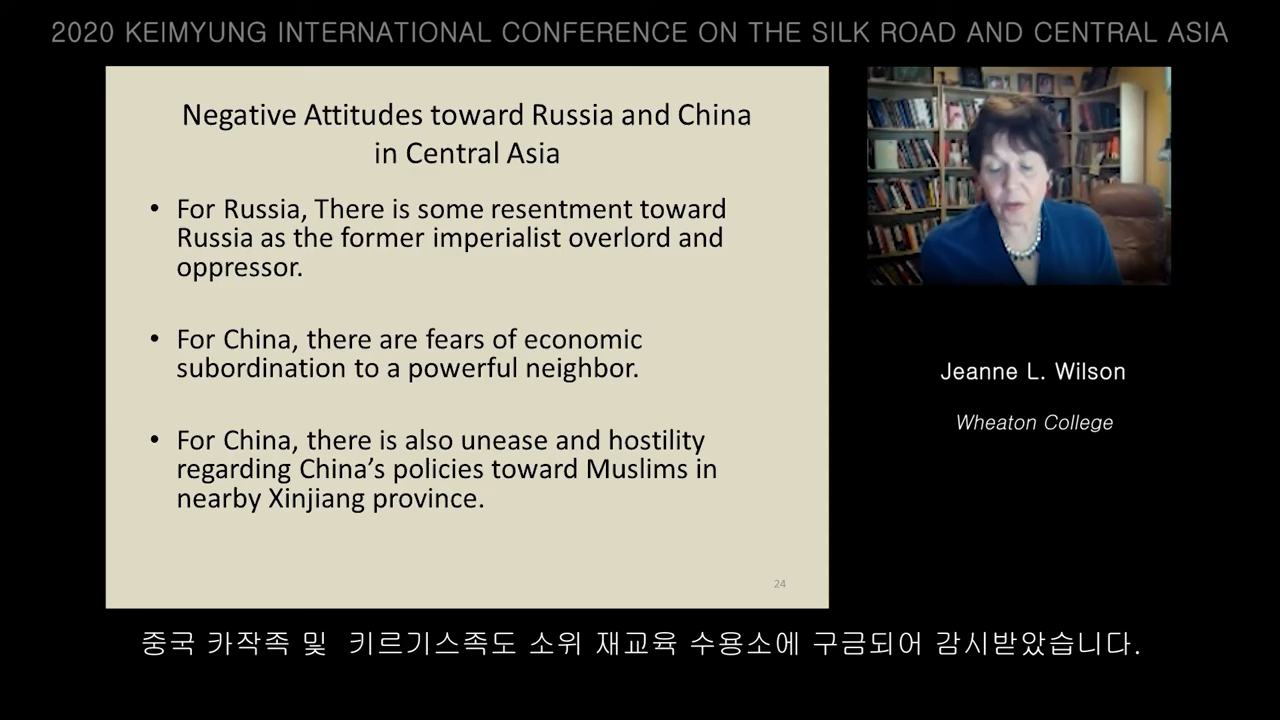 2020 KEIMYUNG INTERNATIONAL CONFERENCE ON THE SILK ROAD AND CENTRAL ASIA
Negative Attitudes toward Russia and China
in Central Asia
• For Russia, There is some resentment toward
Russia as the former imperialist overlord and
oppressor.
• For China, there are fears of economic
subordination to a powerful neighbor.
• For China, there is also unease and hostility
regarding China's policies toward Muslims in
nearby Xinjiang province.
24
Jeanne L. Wilson
Wheaton College
중국 카작족 및 키르기스족도 소위 재교육 수용소에 구금되어 감시받았습니다.